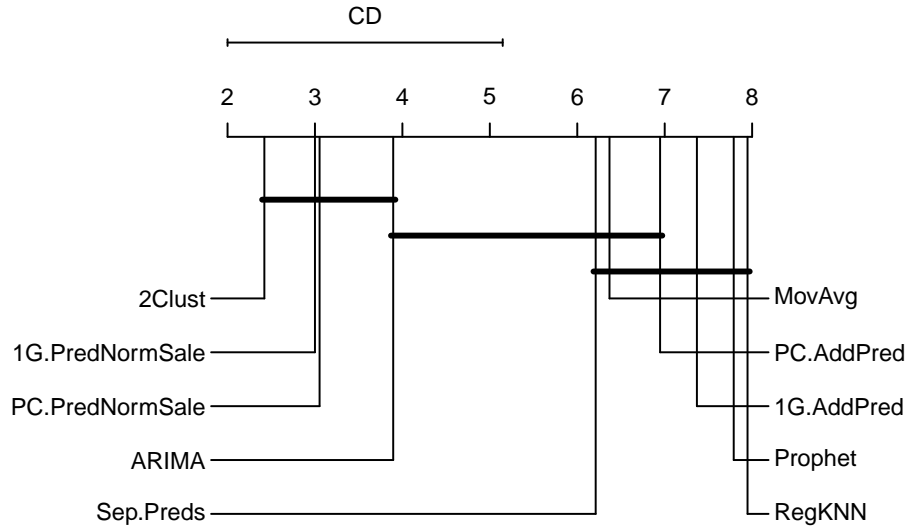 CD
2 3 4 5 6 7 8
2Clust MovAvg
1G.PredNormSale PC.AddPred
PC.PredNormSale 1G.AddPred
ARIMA Prophet
Sep.Preds RegKNN